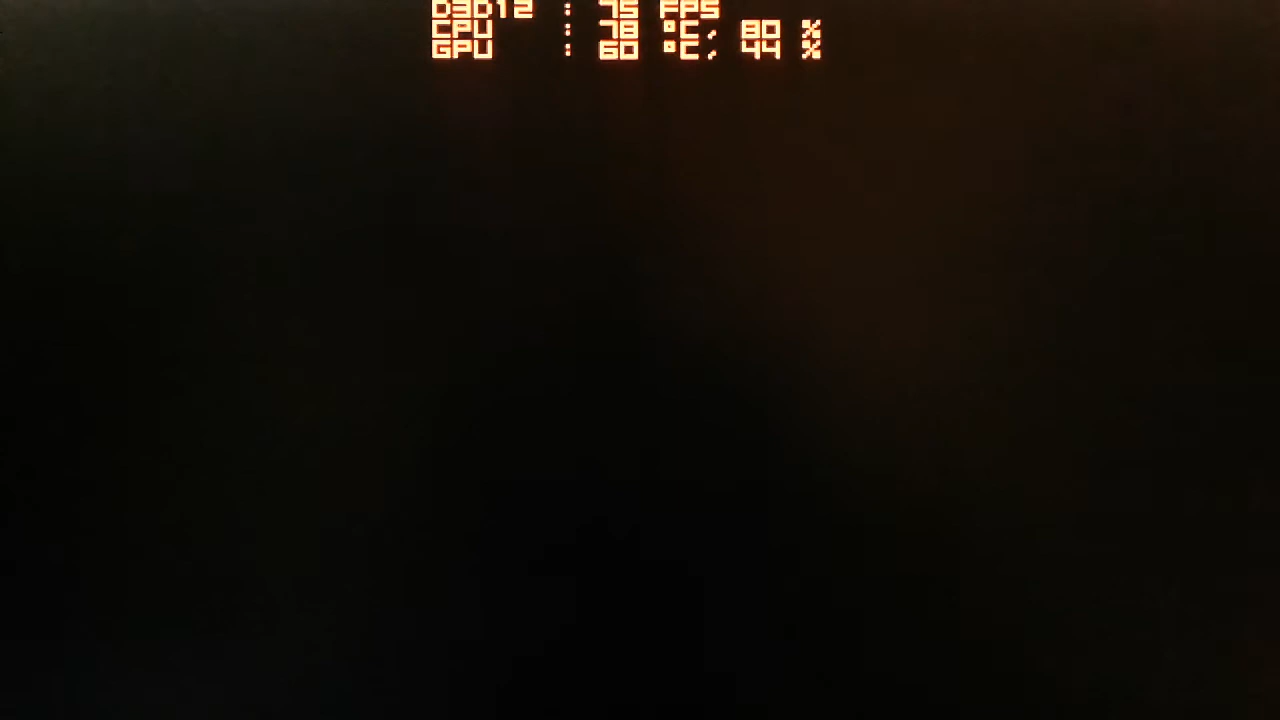 D3D12 : 75 FPS
CPU : 78 °C, 80 %
GPU : 60 °C, 44 %